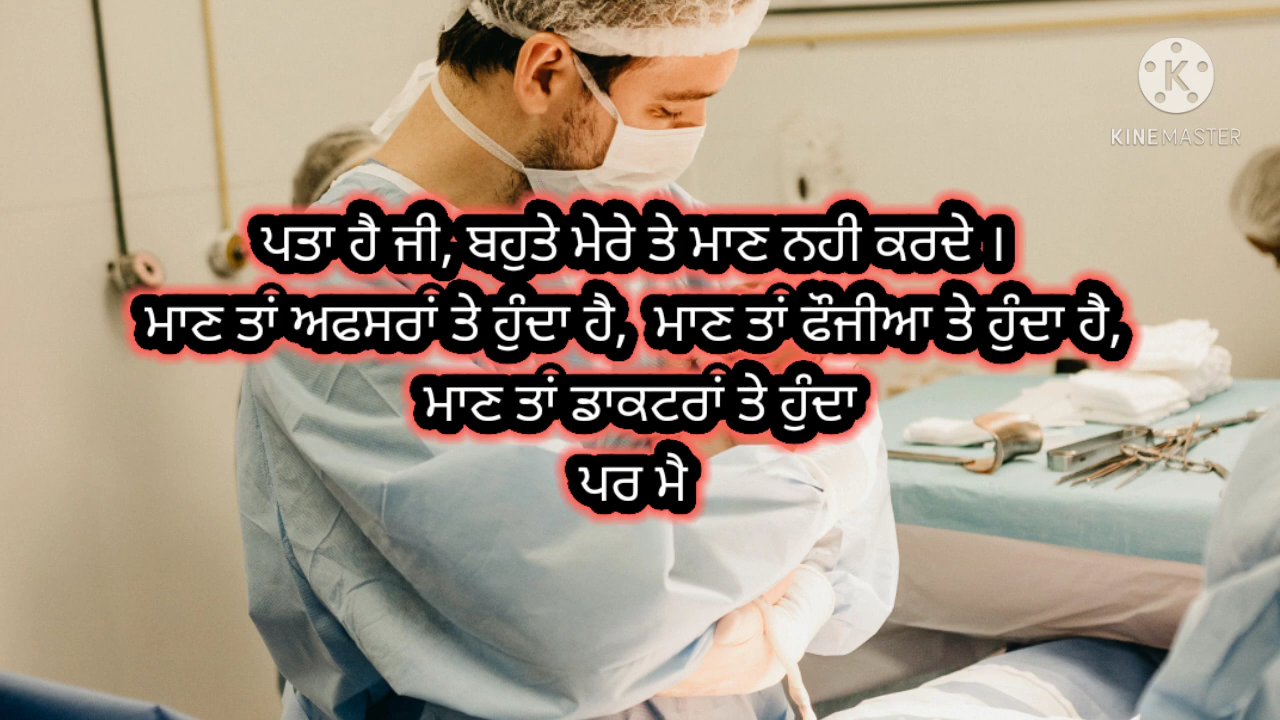 KINEMASTER
ਪਤਾ ਹੈ ਜੀ, ਬਹੁਤੇ ਮੇਰੇ ਤੇ ਮਾਣ ਨਹੀ ਕਰਦੇ ।
ਮਾਣ ਤਾਂ ਅਫਸਰਾਂ ਤੇ ਹੁੰਦਾ ਹੈ, ਮਾਣ ਤਾਂ ਫੌਜੀਆ ਤੇ ਹੁੰਦਾ ਹੈ,
ਮਾਣ ਤਾਂ ਡਾਕਟਰਾਂ ਤੇ ਹੁੰਦਾ
ਪਰ ਮੈ